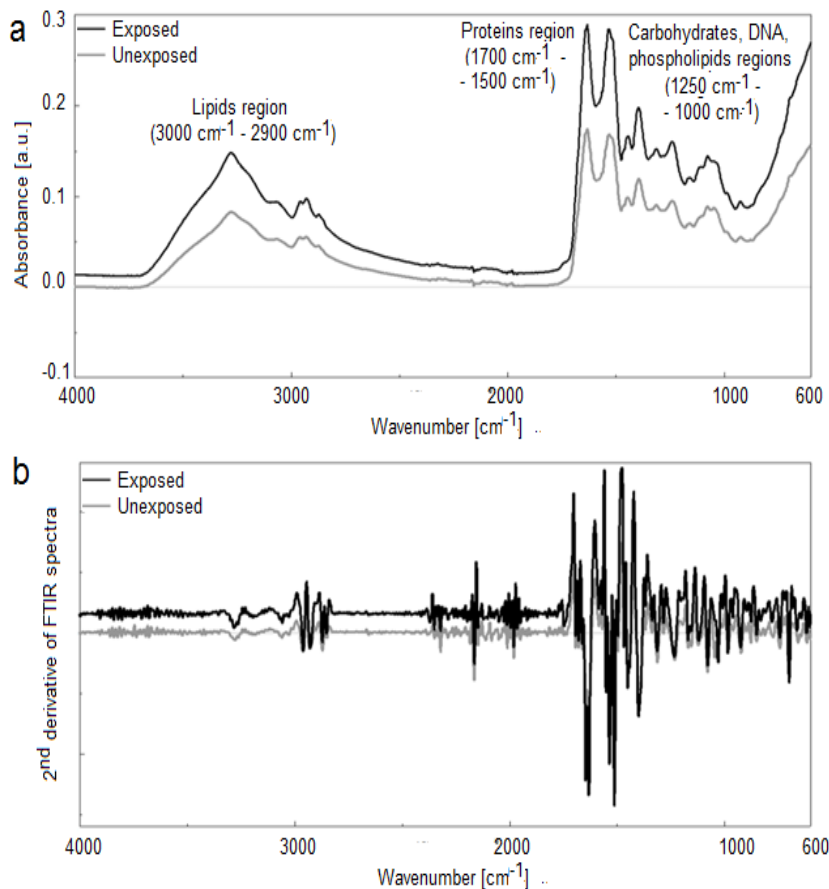 a
Exposed
Unexposed
Lipids region
(3000 cm⁻¹ - 2900 cm⁻¹)
Proteins region
(1700 cm⁻¹ -
- 1500 cm⁻¹)
Carbohydrates, DNA,
phospholipids regions
(1250 cm⁻¹ -
- 1000 cm⁻¹)
Absorbance [a.u.]
0.3
0.2
0.1
0.0
-0.1
4000
3000
2000
1000
600
Wavenumber [cm⁻¹]
b
Exposed
Unexposed
2nd derivative of FTIR spectra
4000
3000
2000
1000
600
Wavenumber [cm⁻¹]